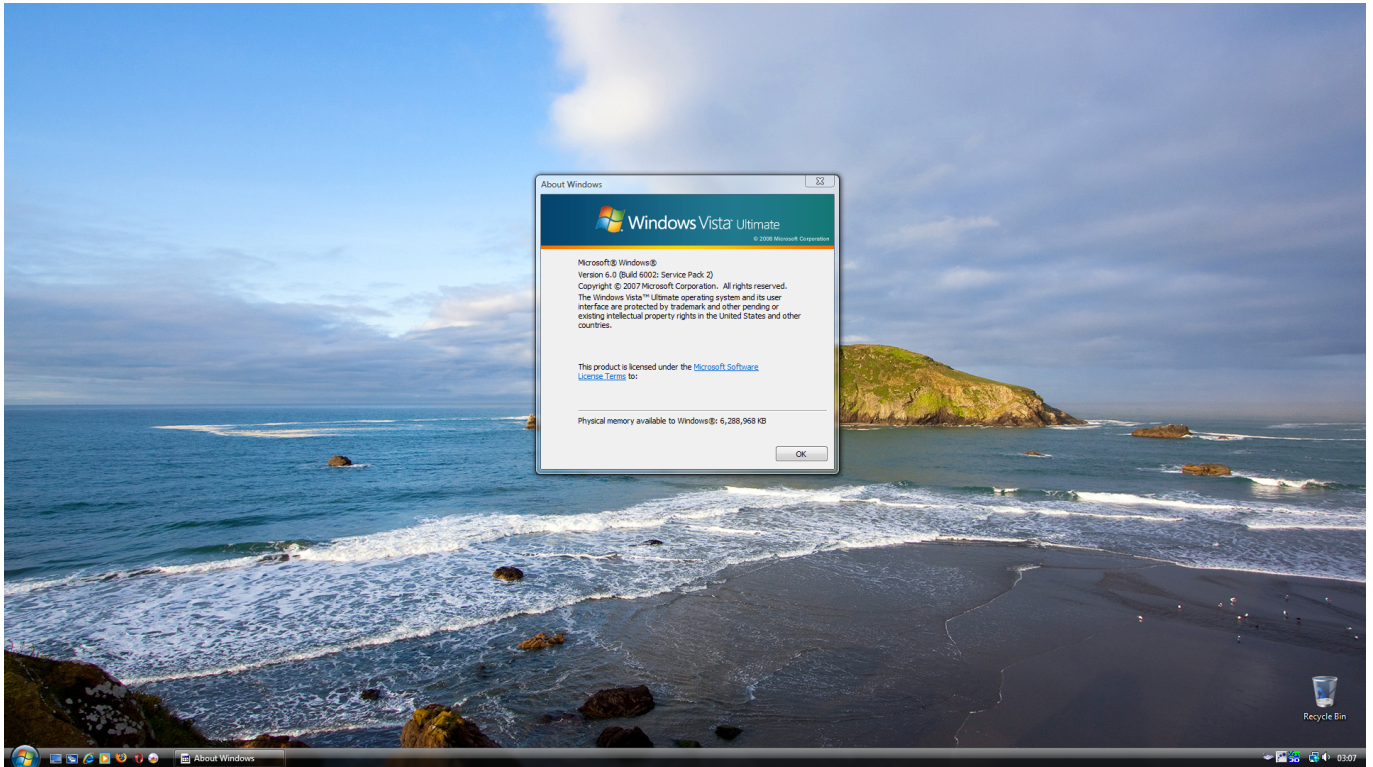 About Windows
Windows Vista™ Ultimate
© 2006 Microsoft Corporation
Microsoft® Windows®
Version 6.0 (Build 6002: Service Pack 2)
Copyright © 2007 Microsoft Corporation. All rights reserved.
The Windows Vista™ Ultimate operating system and its user
interface are protected by trademark and other pending or
existing intellectual property rights in the United States and other
countries.
This product is licensed under the Microsoft Software
License Terms to:
Physical memory available to Windows®: 6,288,968 KB
OK
Recycle Bin
About Windows
03:07